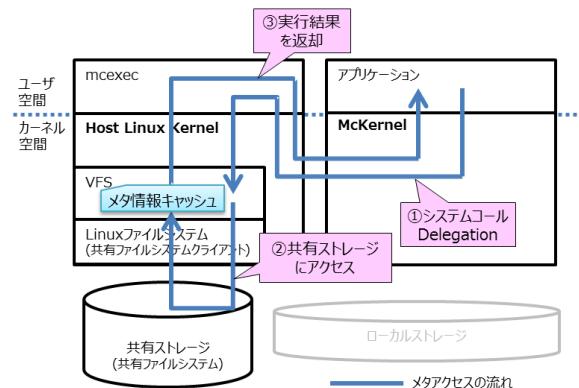 ③実行結果
を返却
ユーザ
空間
mcexec
アプリケーション
カーネル
空間
Host Linux Kernel
McKernel
VFS
メタ情報キャッシュ
①システムコール
Delegation
Linuxファイルシステム
(共有ファイルシステムクライアント)
②共有ストレージ
にアクセス
共有ストレージ
(共有ファイルシステム)
ローカルストレージ
メタアクセスの流れ